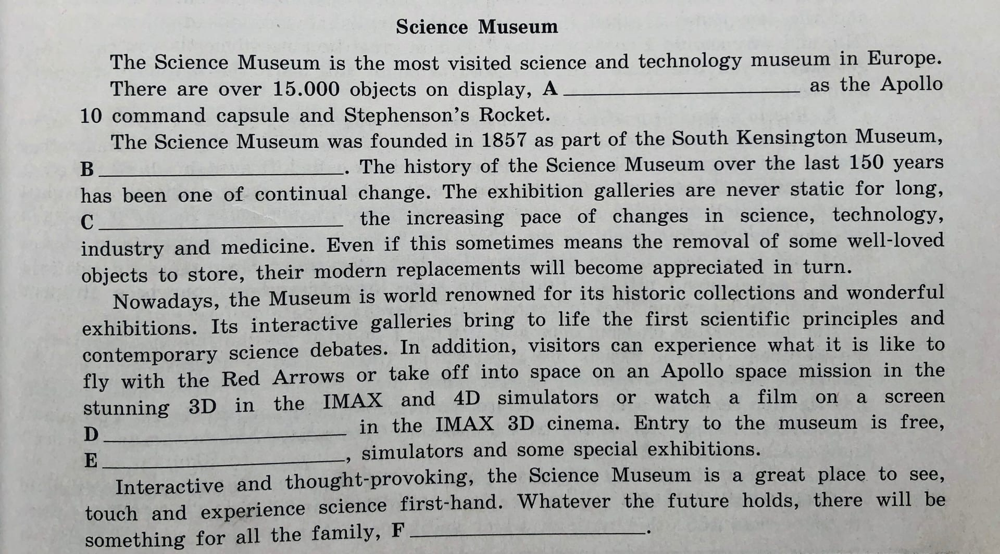 Science Museum
The Science Museum is the most visited science and technology museum in Europe.
There are over 15.000 objects on display, A ____________ as the Apollo
10 command capsule and Stephenson's Rocket.
The Science Museum was founded in 1857 as part of the South Kensington Museum,
B ____________. The history of the Science Museum over the last 150 years
has been one of continual change. The exhibition galleries are never static for long,
C ____________ the increasing pace of changes in science, technology,
industry and medicine. Even if this sometimes means the removal of some well-loved
objects to store, their modern replacements will become appreciated in turn.
Nowadays, the Museum is world renowned for its historic collections and wonderful
exhibitions. Its interactive galleries bring to life the first scientific principles and
contemporary science debates. In addition, visitors can experience what it is like to
fly with the Red Arrows or take off into space on an Apollo space mission in the
stunning 3D in the IMAX and 4D simulators or watch a film on a screen
D ____________ in the IMAX 3D cinema. Entry to the museum is free,
E ____________, simulators and some special exhibitions.
Interactive and thought-provoking, the Science Museum is a great place to see,
touch and experience science first-hand. Whatever the future holds, there will be
something for all the family, F ____________.